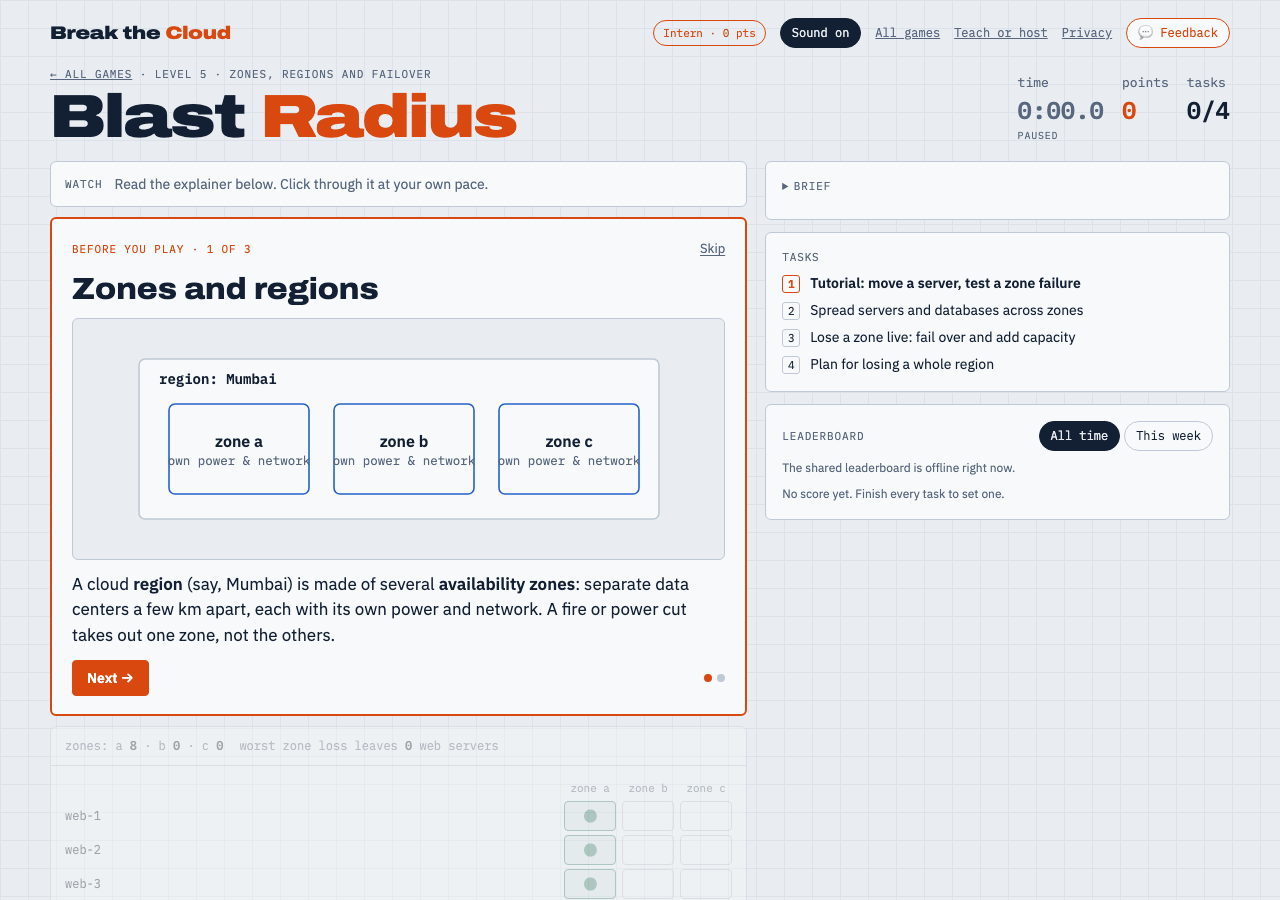 Break the Cloud
Intern · 0 pts
Sound on
All games
Teach or host
Privacy
💬 Feedback
← ALL GAMES · LEVEL 5 · ZONES, REGIONS AND FAILOVER
Blast Radius
time
0:00.0
PAUSED
points
0
tasks
0/4
WATCH Read the explainer below. Click through it at your own pace.
BEFORE YOU PLAY · 1 OF 3
Skip
Zones and regions
region: Mumbai
zone a
own power & network
zone b
own power & network
zone c
own power & network
A cloud region (say, Mumbai) is made of several availability zones: separate data
centers a few km apart, each with its own power and network. A fire or power cut
takes out one zone, not the others.
Next →
zones: a 8 · b 0 · c 0 worst zone loss leaves 0 web servers
zone a zone b zone c
web-1
web-2
web-3
▶ BRIEF
TASKS
1 Tutorial: move a server, test a zone failure
2 Spread servers and databases across zones
3 Lose a zone live: fail over and add capacity
4 Plan for losing a whole region
LEADERBOARD
All time
This week
The shared leaderboard is offline right now.
No score yet. Finish every task to set one.